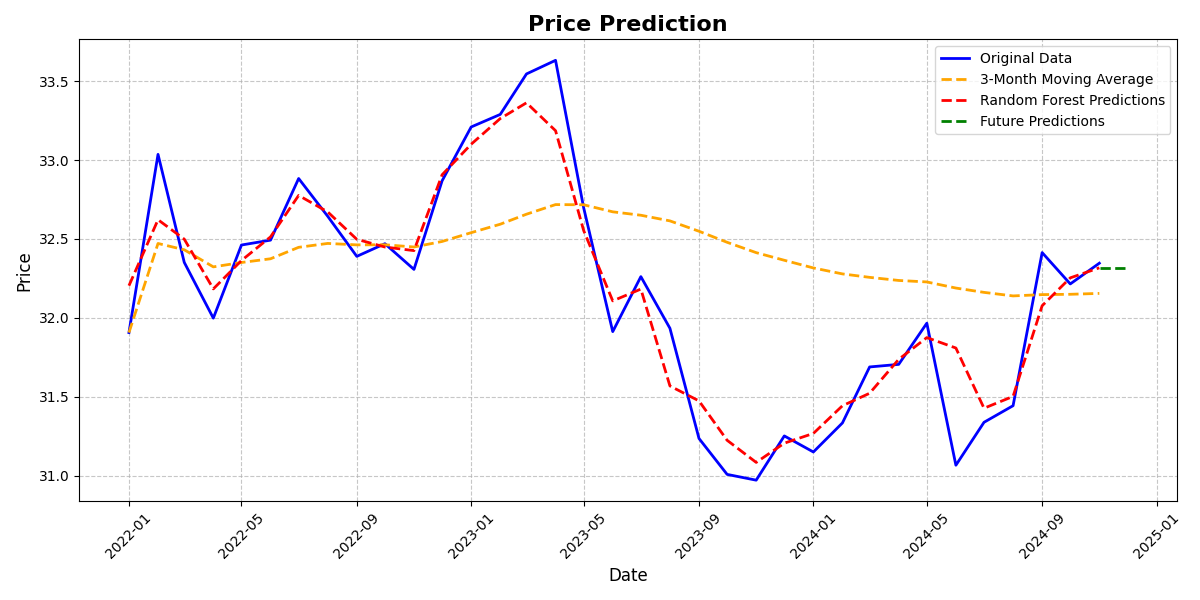 Price Prediction
Original Data
3-Month Moving Average
Random Forest Predictions
Future Predictions
Price
33.5
33.0
32.5
32.0
31.5
31.0
2022-01
2022-05
2022-09
2023-01
2023-05
2023-09
2024-01
2024-05
2024-09
2025-01
Date